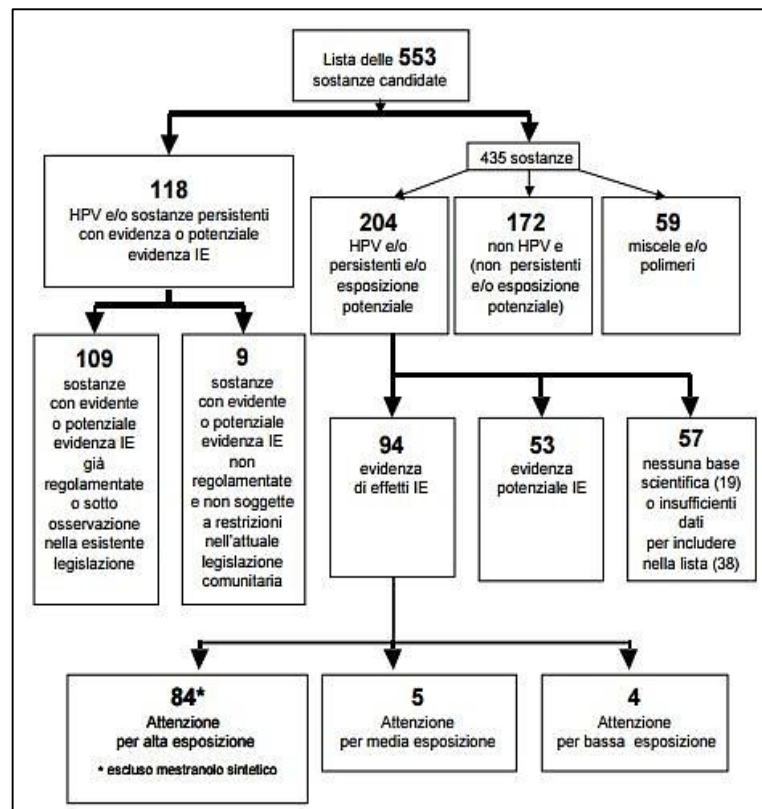 Lista delle 553
sostanze candidate
435 sostanze
118
HPV e/o sostanze persistenti
con evidenza o potenziale
evidenza IE
204
HPV e/o
persistenti e/o
esposizione
potenziale
172
non HPV e
(non persistenti
e/o esposizione
potenziale)
59
miscele e/o
polimeri
109
sostanze
con evidente
o potenziale
evidenza IE
già
regolamentate
o sotto
osservazione
nella esistente
legislazione
9
sostanze
con evidente
o potenziale
evidenza IE
non
regolamentate
e non soggette
a restrizioni
nell'attuale
legislazione
comunitaria
94
evidenza
di effetti IE
53
evidenza
potenziale IE
57
nessuna base
scientifica (19)
o insufficienti
dati
per includere
nella lista (38)
84*
Attenzione
per alta esposizione
* escluso mestranolo sintetico
5
Attenzione
per media esposizione
4
Attenzione
per bassa esposizione